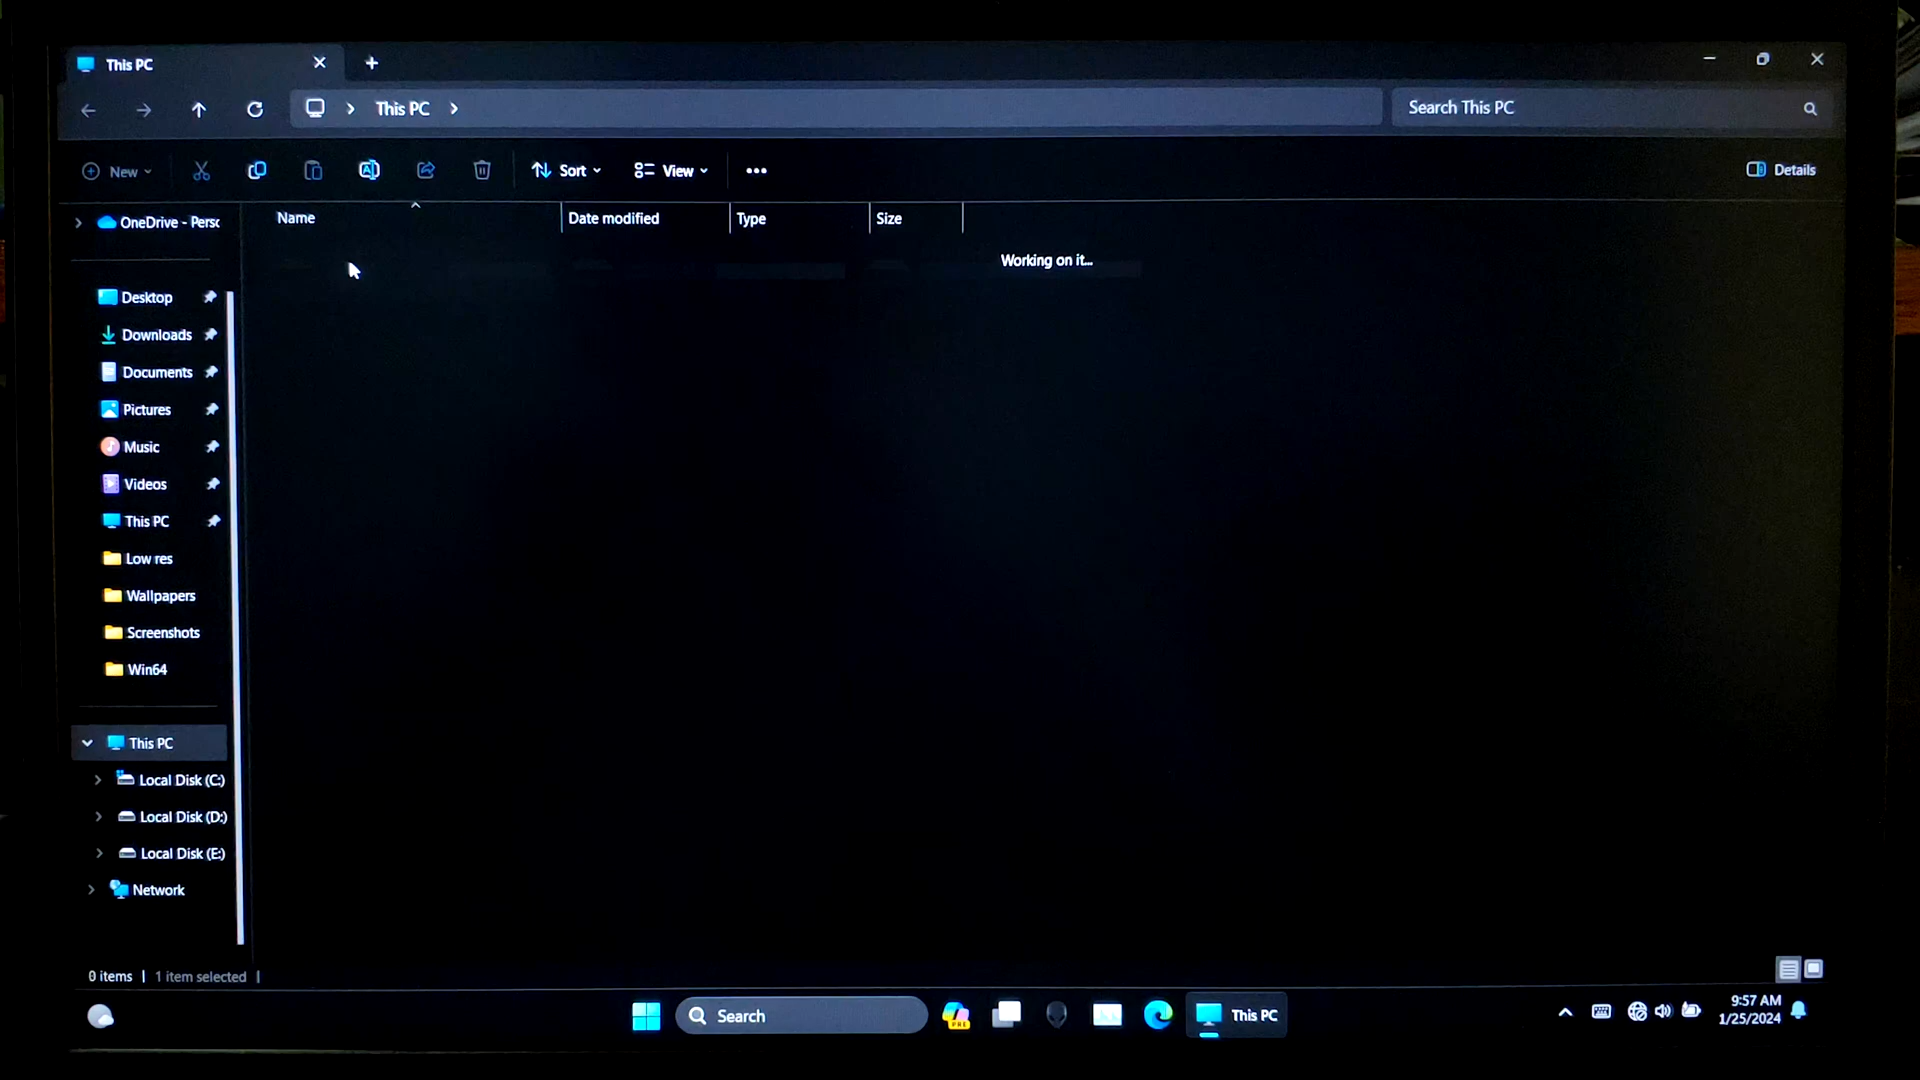 This PC
This PC
Search This PC
New
Sort
View
Details
OneDrive - Persc
Name
Date modified
Type
Size
Working on it...
Desktop
Downloads
Documents
Pictures
Music
Videos
This PC
Low res
Wallpapers
Screenshots
Win64
This PC
Local Disk (C:)
Local Disk (D:)
Local Disk (E:)
Network
0 items
1 item selected
Search
PRE
This PC
9:57 AM
1/25/2024